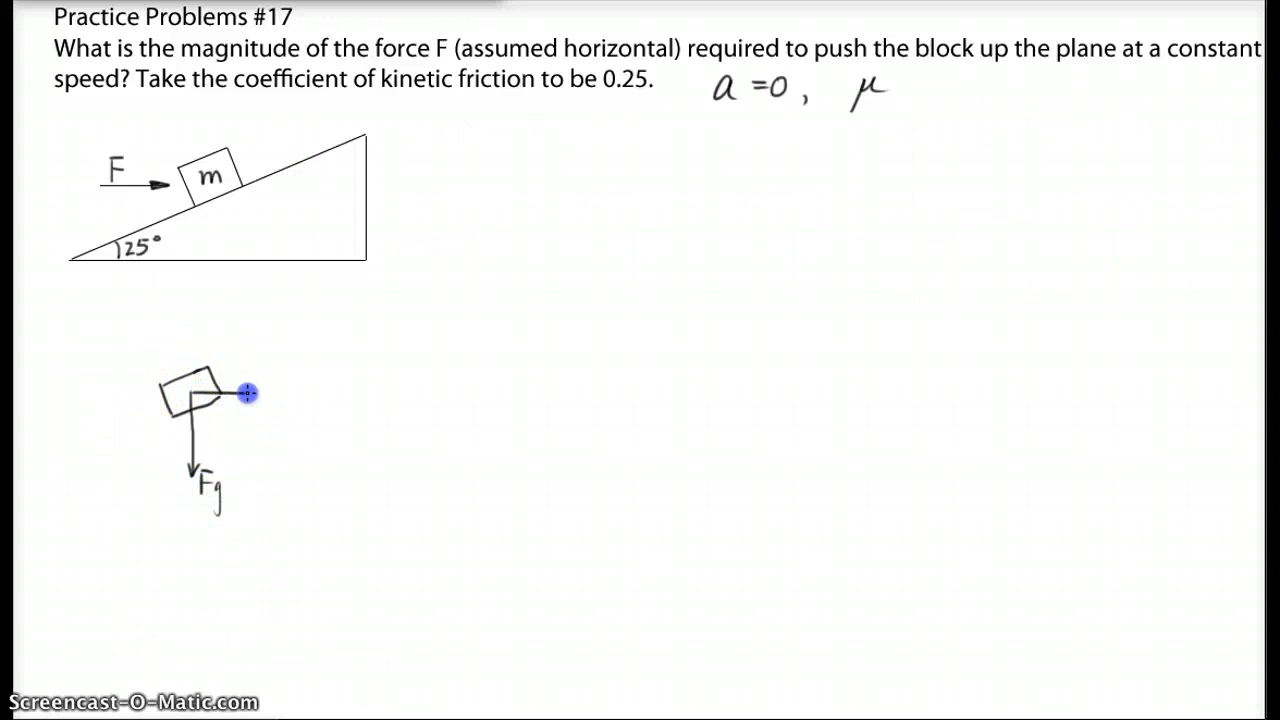 Practice Problems #17
What is the magnitude of the force F (assumed horizontal) required to push the block up the plane at a constant
speed? Take the coefficient of kinetic friction to be 0.25.
a = 0 , μ
F
m
25°
Fg
Screencast-O-Matic.com